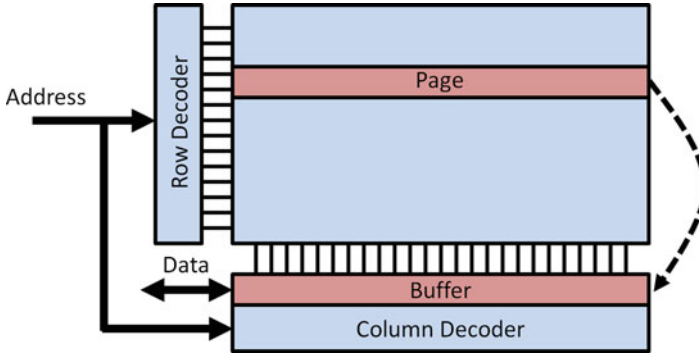 Page
Address
Row Decoder
Data
Buffer
Column Decoder